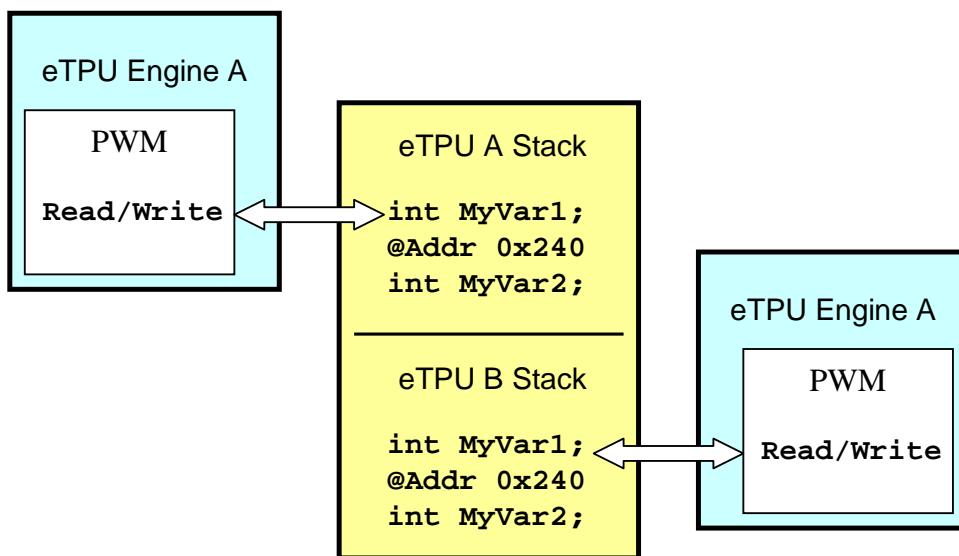 eTPU Engine A
PWM
Read/Write
eTPU A Stack
int MyVar1;
@Addr 0x240
int MyVar2;
eTPU B Stack
int MyVar1;
@Addr 0x240
int MyVar2;
eTPU Engine A
PWM
Read/Write